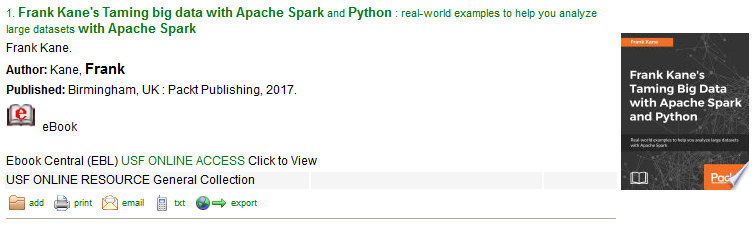 1. Frank Kane's Taming big data with Apache Spark and Python : real-world examples to help you analyze
large datasets with Apache Spark
Frank Kane.
Author: Kane, Frank
Published: Birmingham, UK : Packt Publishing, 2017.
e eBook
Ebook Central (EBL) USF ONLINE ACCESS Click to View
USF ONLINE RESOURCE General Collection
add print email txt export
Frank Kane
Frank Kane's
Taming Big Data
with Apache Spark
and Python
Real-world examples to help you analyze large datasets
with Apache Spark